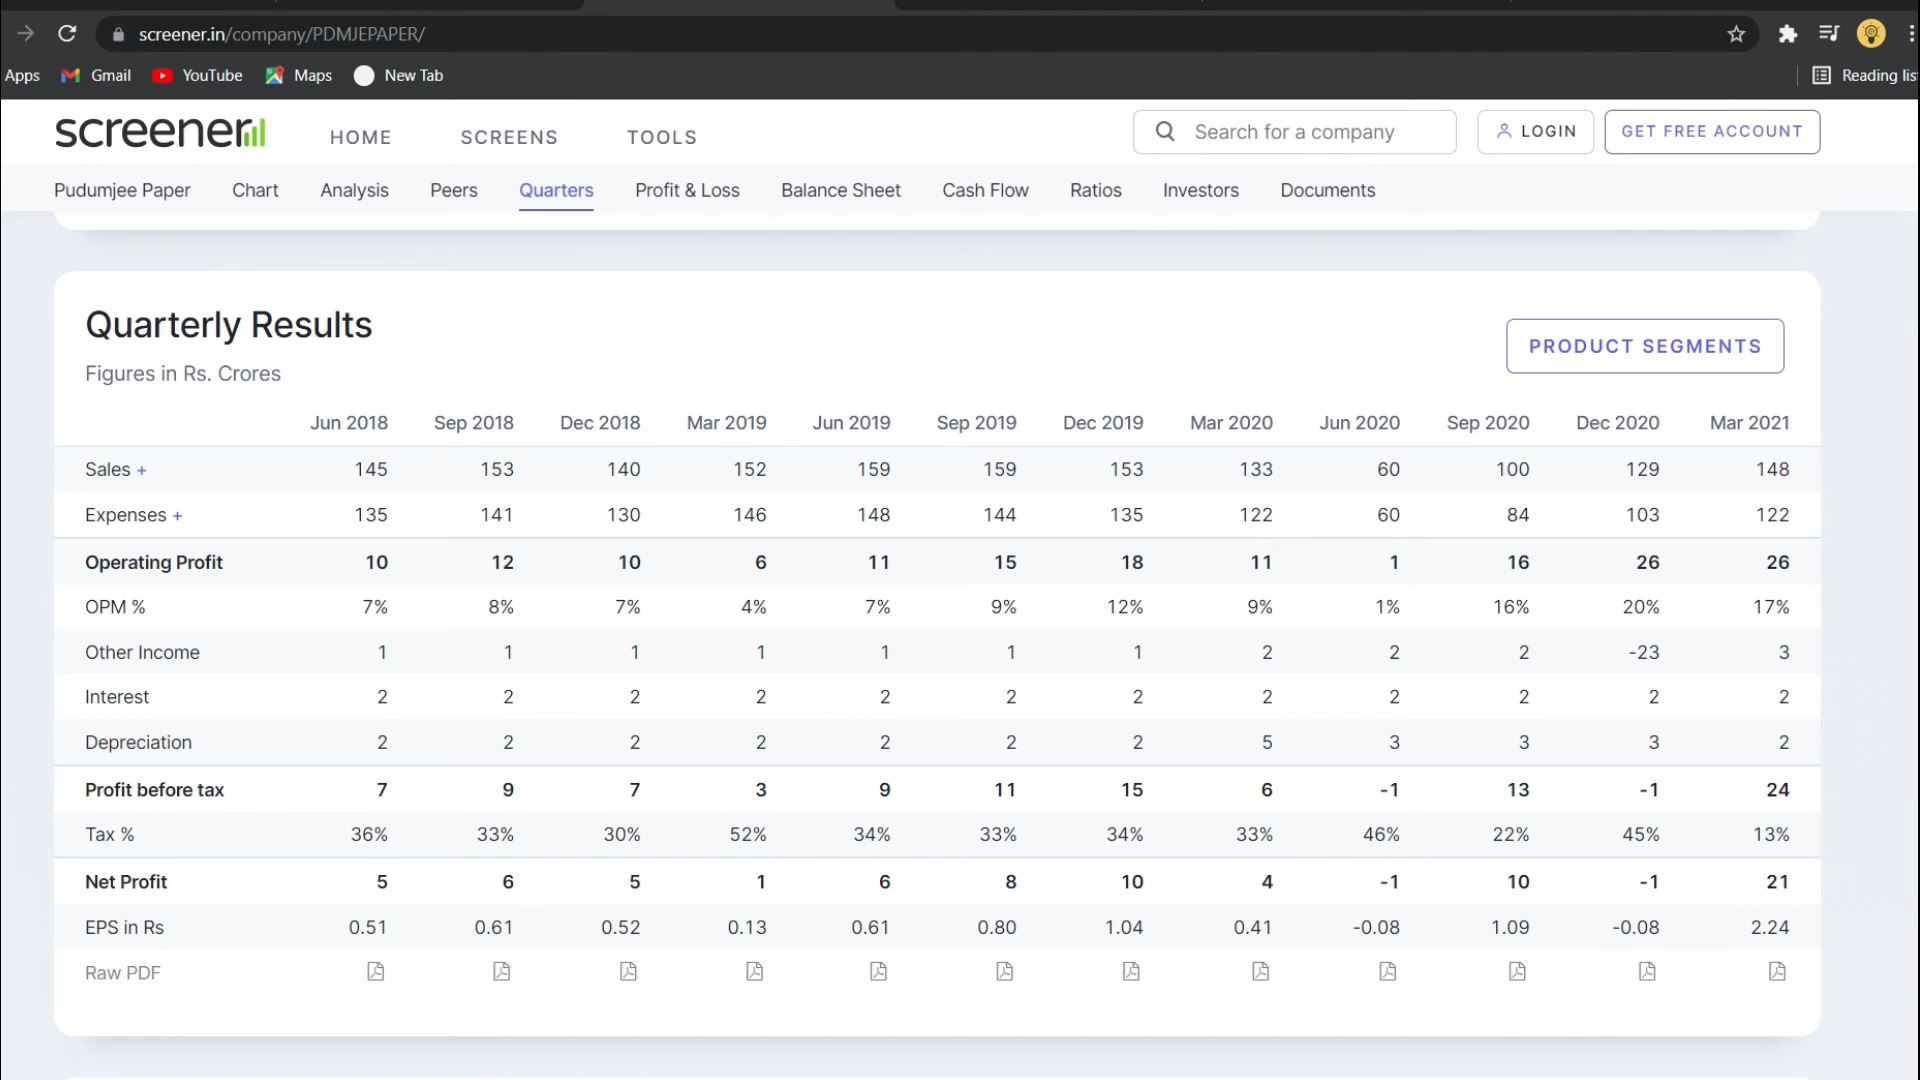 screener.in/company/PDMJEPAPER/
Apps Gmail YouTube Maps New Tab Reading lis
screener HOME SCREENS TOOLS Search for a company LOGIN GET FREE ACCOUNT
Pudumjee Paper Chart Analysis Peers Quarters Profit & Loss Balance Sheet Cash Flow Ratios Investors Documents
Quarterly Results
PRODUCT SEGMENTS
Figures in Rs. Crores
Jun 2018 Sep 2018 Dec 2018 Mar 2019 Jun 2019 Sep 2019 Dec 2019 Mar 2020 Jun 2020 Sep 2020 Dec 2020 Mar 2021
Sales + 145 153 140 152 159 159 153 133 60 100 129 148
Expenses + 135 141 130 146 148 144 135 122 60 84 103 122
Operating Profit 10 12 10 6 11 15 18 11 1 16 26 26
OPM % 7% 8% 7% 4% 7% 9% 12% 9% 1% 16% 20% 17%
Other Income 1 1 1 1 1 1 1 2 2 2 -23 3
Interest 2 2 2 2 2 2 2 2 2 2 2 2
Depreciation 2 2 2 2 2 2 2 5 3 3 3 2
Profit before tax 7 9 7 3 9 11 15 6 -1 13 -1 24
Tax % 36% 33% 30% 52% 34% 33% 34% 33% 46% 22% 45% 13%
Net Profit 5 6 5 1 6 8 10 4 -1 10 -1 21
EPS in Rs 0.51 0.61 0.52 0.13 0.61 0.80 1.04 0.41 -0.08 1.09 -0.08 2.24
Raw PDF